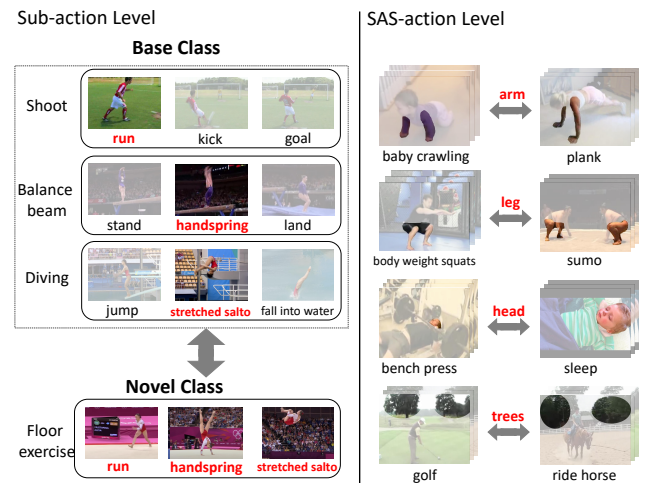 Sub-action Level
Base Class
Shoot
run
kick
goal
Balance
beam
stand
handspring
land
Diving
jump
stretched salto
fall into water
Novel Class
Floor
exercise
run
handspring
stretched salto
SAS-action Level
arm
baby crawling
plank
leg
body weight squats
sumo
head
bench press
sleep
trees
golf
ride horse